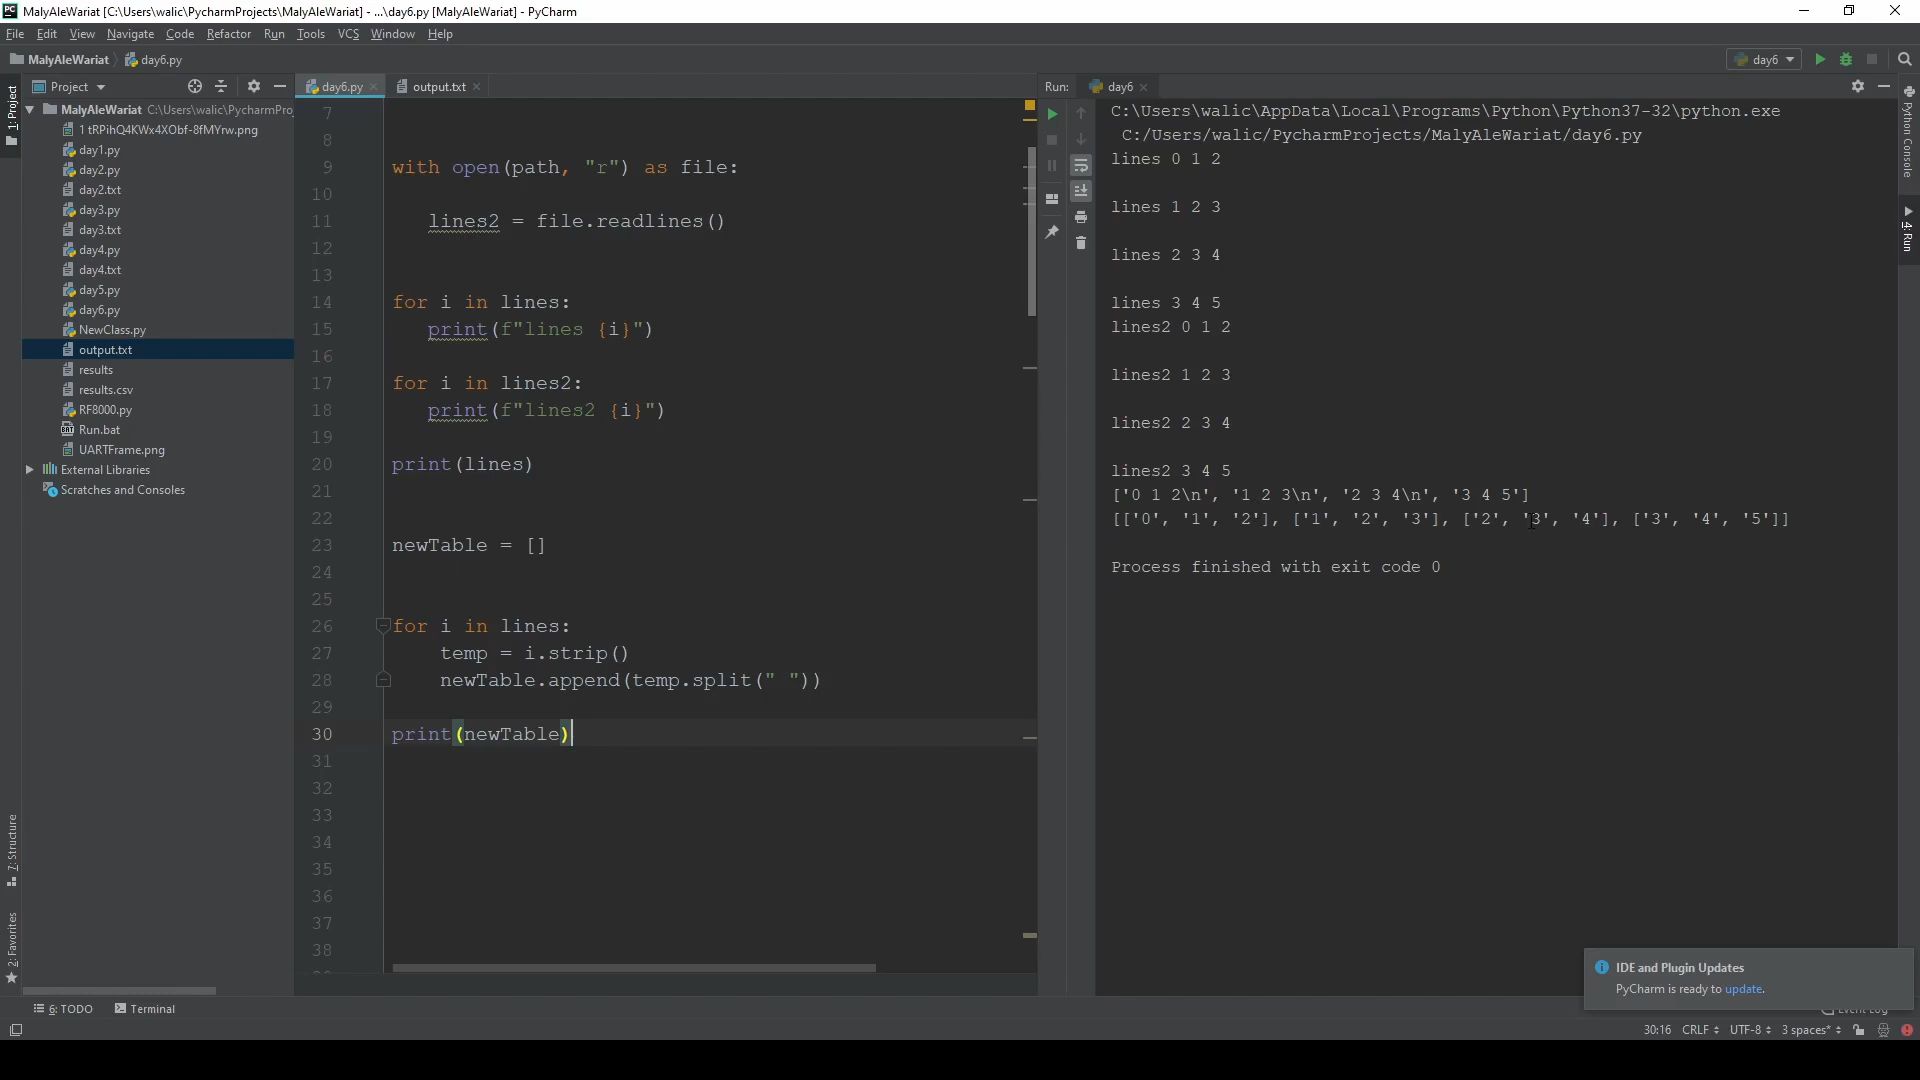 MalyAleWariat [C:\Users\walic\PycharmProjects\MalyAleWariat] - ...\day6.py [MalyAleWariat] - PyCharm
File Edit View Navigate Code Refactor Run Tools VCS Window Help
MalyAleWariat day6.py
day6
Project
day6.py output.txt
Run: day6
1: Project
MalyAleWariat C:\Users\walic\PycharmPro
1 tRPihQ4KWx4XObf-8fMYrw.png
day1.py
day2.py
day2.txt
day3.py
day3.txt
day4.py
day4.txt
day5.py
day6.py
NewClass.py
output.txt
results
results.csv
RF8000.py
Run.bat
UARTFrame.png
External Libraries
Scratches and Consoles
7: Structure
2: Favorites
7
8
9 with open(path, "r") as file:
10
11 lines2 = file.readlines()
12
13
14 for i in lines:
15 print(f"lines {i}")
16
17 for i in lines2:
18 print(f"lines2 {i}")
19
20 print(lines)
21
22
23 newTable = []
24
25
26 for i in lines:
27 temp = i.strip()
28 newTable.append(temp.split(" "))
29
30 print(newTable)
31
32
33
34
35
36
37
38
C:\Users\walic\AppData\Local\Programs\Python\Python37-32\python.exe
C:/Users/walic/PycharmProjects/MalyAleWariat/day6.py
lines 0 1 2
lines 1 2 3
lines 2 3 4
lines 3 4 5
lines2 0 1 2
lines2 1 2 3
lines2 2 3 4
lines2 3 4 5
['0 1 2\n', '1 2 3\n', '2 3 4\n', '3 4 5']
[['0', '1', '2'], ['1', '2', '3'], ['2', '3', '4'], ['3', '4', '5']]
Process finished with exit code 0
Python Console
4: Run
IDE and Plugin Updates
PyCharm is ready to update.
6: TODO Terminal
Event Log
30:16 CRLF UTF-8 3 spaces*